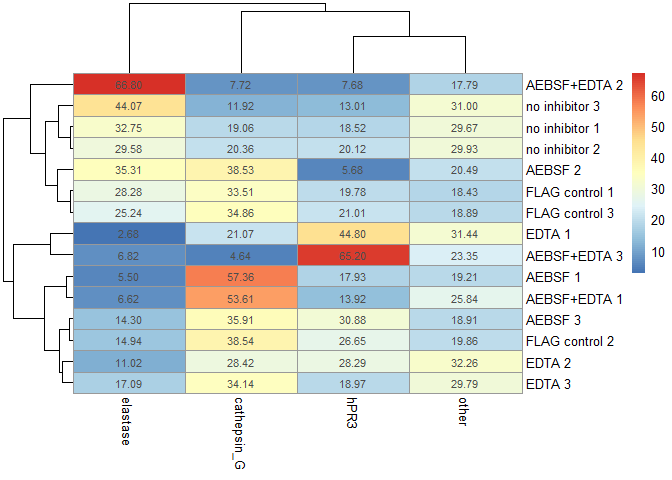 66.80 7.72 7.68 17.79 AEBSF+EDTA 2
44.07 11.92 13.01 31.00 no inhibitor 3
32.75 19.06 18.52 29.67 no inhibitor 1
29.58 20.36 20.12 29.93 no inhibitor 2
35.31 38.53 5.68 20.49 AEBSF 2
28.28 33.51 19.78 18.43 FLAG control 1
25.24 34.86 21.01 18.89 FLAG control 3
2.68 21.07 44.80 31.44 EDTA 1
6.82 4.64 65.20 23.35 AEBSF+EDTA 3
5.50 57.36 17.93 19.21 AEBSF 1
6.62 53.61 13.92 25.84 AEBSF+EDTA 1
14.30 35.91 30.88 18.91 AEBSF 3
14.94 38.54 26.65 19.86 FLAG control 2
11.02 28.42 28.29 32.26 EDTA 2
17.09 34.14 18.97 29.79 EDTA 3
elastase
cathepsin_G
hPR3
other
60
50
40
30
20
10